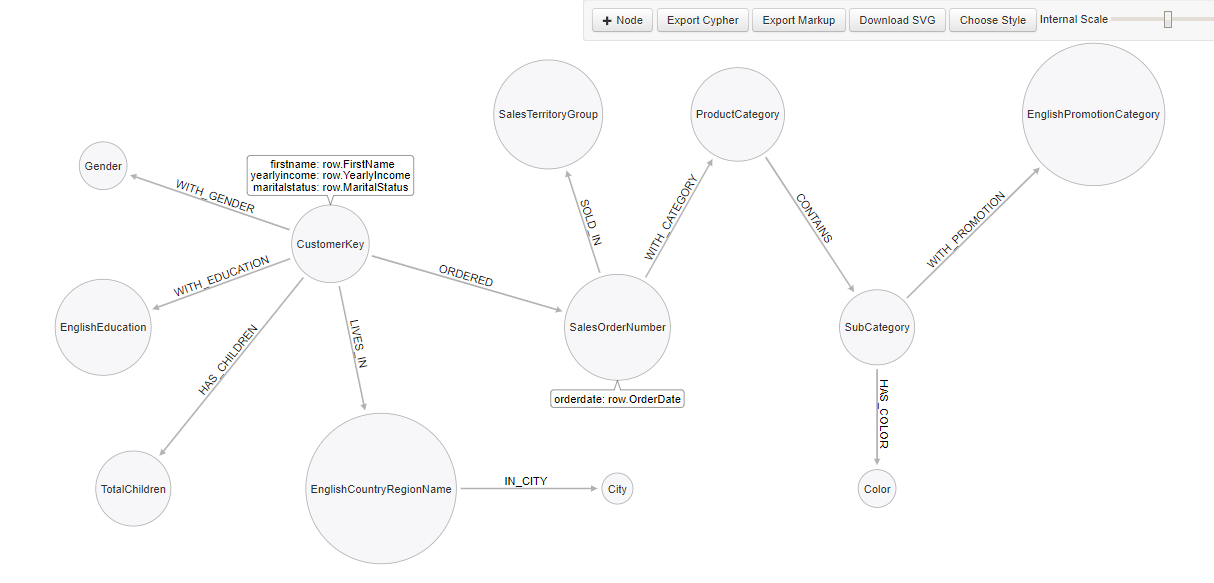 + Node
Export Cypher
Export Markup
Download SVG
Choose Style
Internal Scale
SalesTerritoryGroup
ProductCategory
EnglishPromotionCategory
Gender
firstname: row.FirstName
yearlyincome: row.YearlyIncome
maritalstatus: row.MaritalStatus
WITH_GENDER
SOLD_IN
WITH_CATEGORY
CONTAINS
WITH_PROMOTION
CustomerKey
WITH_EDUCATION
ORDERED
EnglishEducation
HAS_CHILDREN
LIVES_IN
SalesOrderNumber
SubCategory
orderdate: row.OrderDate
HAS_COLOR
TotalChildren
EnglishCountryRegionName
IN_CITY
City
Color